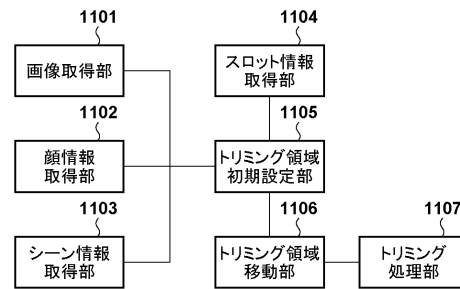 1101
画像取得部
1102
顔情報
取得部
1103
シーン情報
取得部
1104
スロット情報
取得部
1105
トリミング領域
初期設定部
1106
トリミング領域
移動部
1107
トリミング
処理部